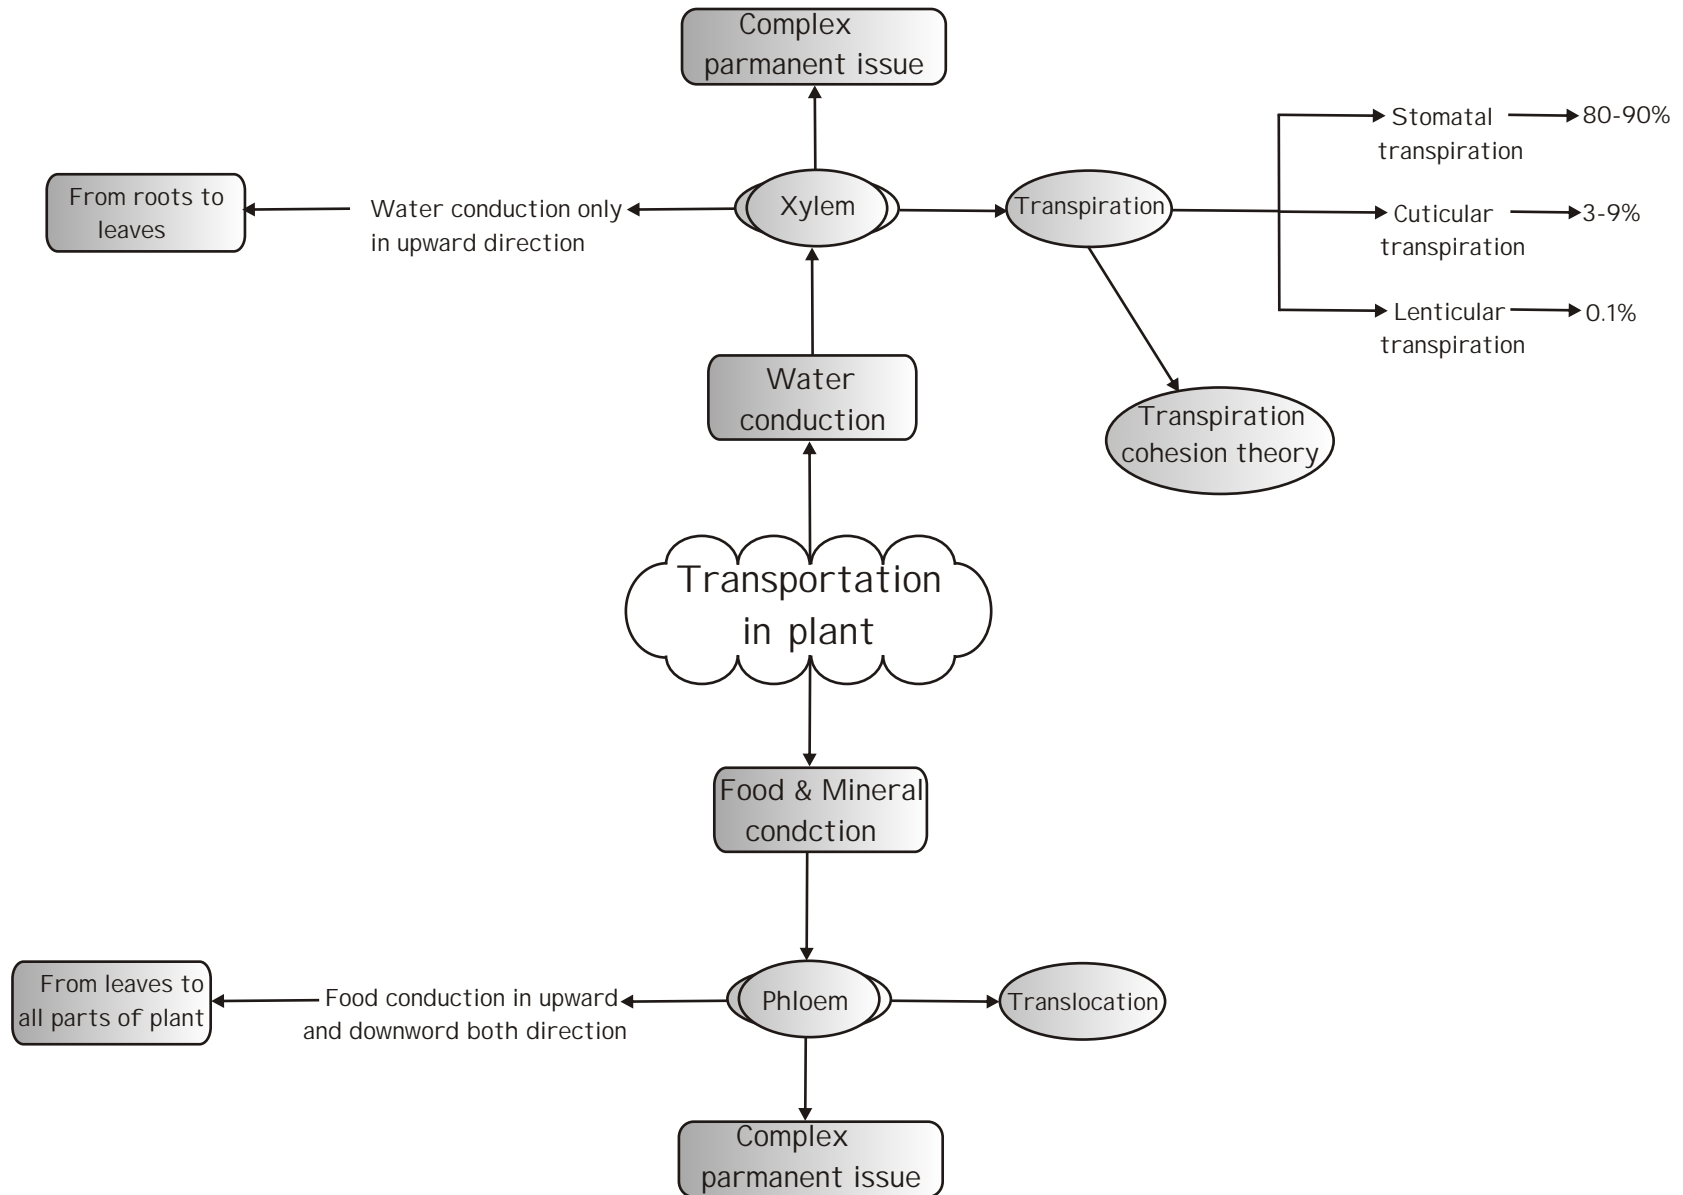 Complex
parmanent issue
Stomatal
transpiration
80-90%
From roots to
leaves
Water conduction only
in upward direction
Xylem
Transpiration
Cuticular
transpiration
3-9%
Lenticular
transpiration
0.1%
Water
conduction
Transpiration
cohesion theory
Transportation
in plant
Food & Mineral
condction
From leaves to
all parts of plant
Food conduction in upward
and downword both direction
Phloem
Translocation
Complex
parmanent issue